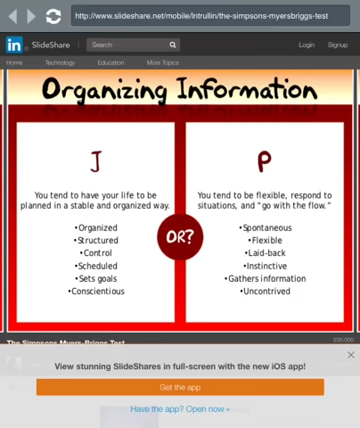 http://www.slideshare.net/mobile/lntrullin/the-simpsons-myersbriggs-test
in SlideShare Search Login Signup
Home Technology Education More Topics
Organizing Information
J
You tend to have your life to be
planned in a stable and organized way.
•Organized
•Structured
•Control
•Scheduled
•Sets goals
•Conscientious
OR?
P
You tend to be flexible, respond to
situations, and “go with the flow.”
•Spontaneous
•Flexible
•Laid-back
•Instinctive
•Gathers information
•Uncontrived
The Simpsons Myers-Briggs Test
View stunning SlideShares in full-screen with the new iOS app!
Get the app
Have the app? Open now »